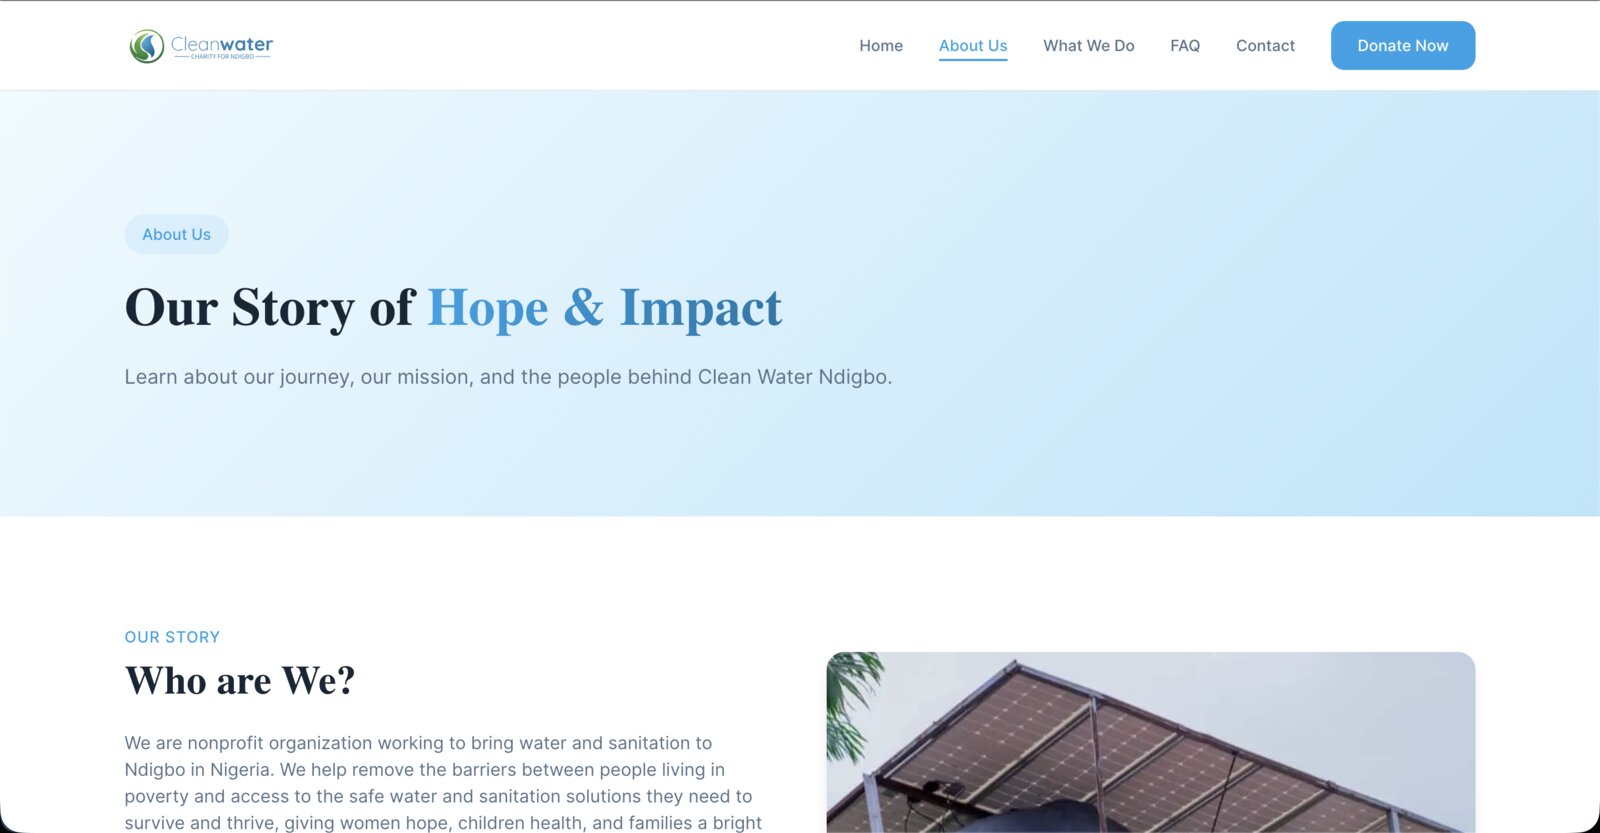 Cleanwater
CHARITY FOR NDIGBO
Home
About Us
What We Do
FAQ
Contact
Donate Now
About Us
Our Story of Hope & Impact
Learn about our journey, our mission, and the people behind Clean Water Ndigbo.
OUR STORY
Who are We?
We are nonprofit organization working to bring water and sanitation to
Ndigbo in Nigeria. We help remove the barriers between people living in
poverty and access to the safe water and sanitation solutions they need to
survive and thrive, giving women hope, children health, and families a bright